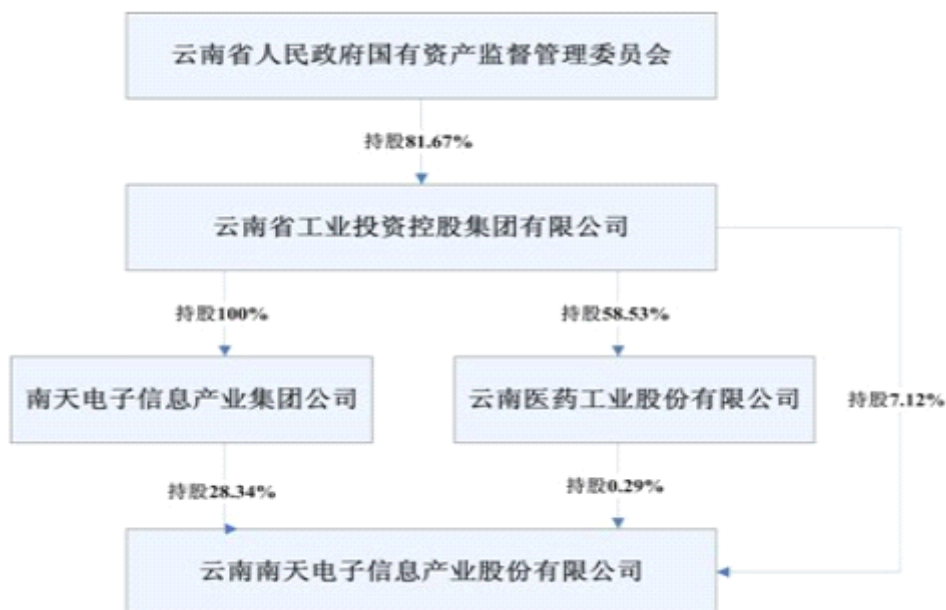 云南省人民政府国有资产监督管理委员会
持股81.67%
云南省工业投资控股集团有限公司
持股100%
持股58.53%
南天电子信息产业集团公司
云南医药工业股份有限公司
持股7.12%
持股28.34%
持股0.29%
云南南天电子信息产业股份有限公司